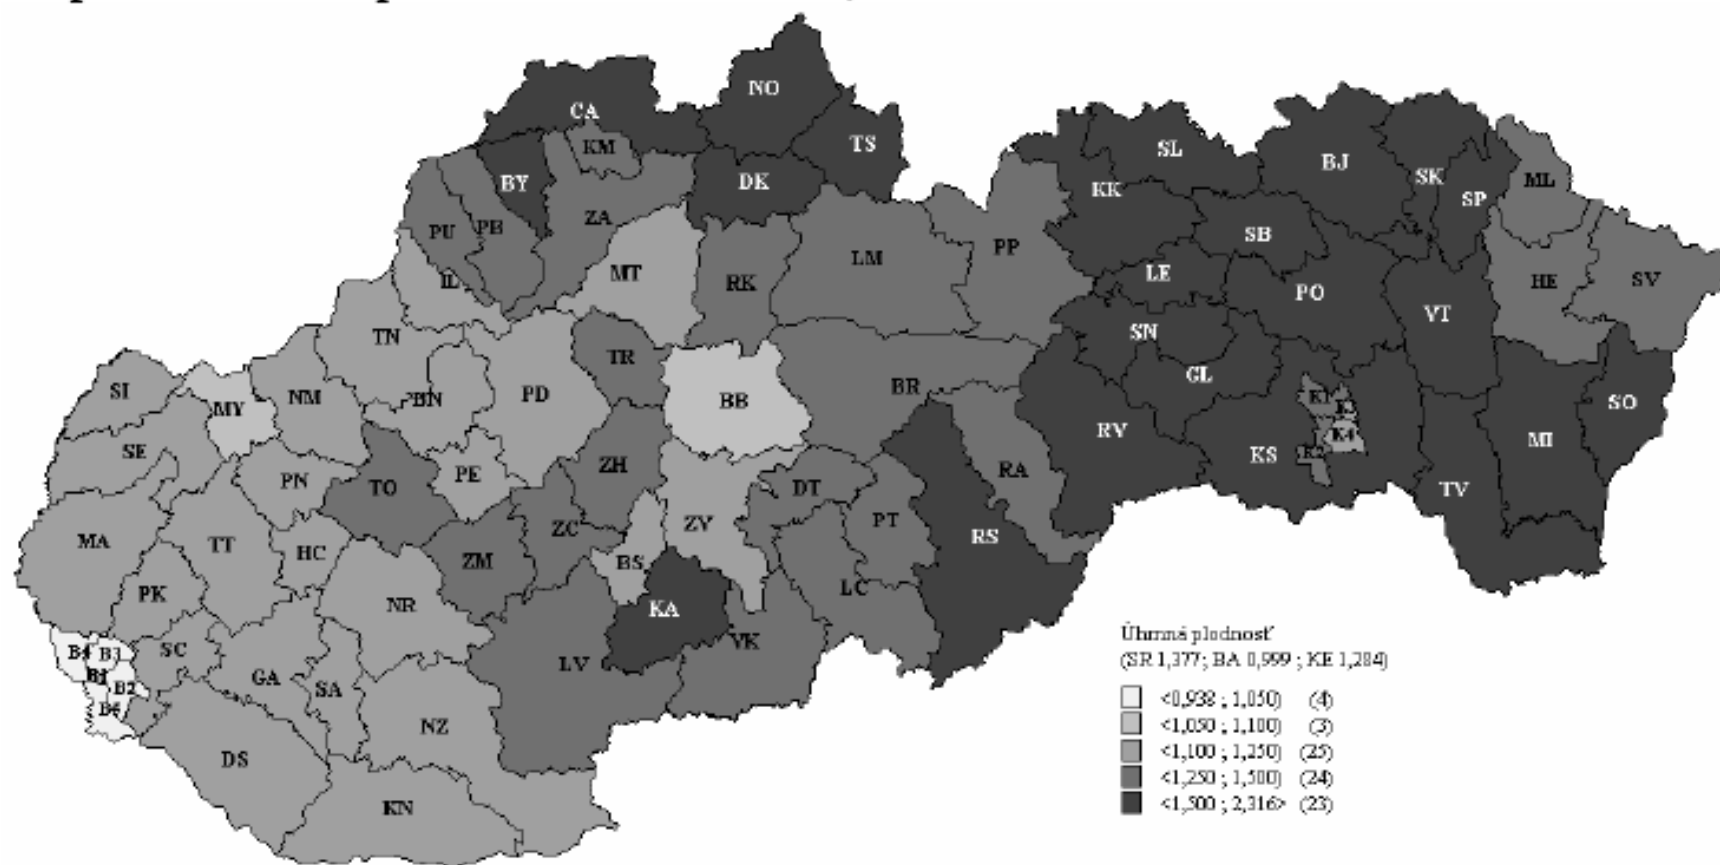 NO
CA
TS
KM
SL
BJ
BY
DK
SK
ML
KK
SP
ZA
PU
PB
SB
PP
LM
MT
LE
IL
RK
HE
SV
PO
VT
TN
SN
TR
GL
BR
SI
NM
BN
PD
BB
K1
MY
K3
SO
RV
K4
MI
SE
KS
K2
ZH
RA
PE
PN
TO
DT
TV
ZV
PT
ZC
RS
MA
TT
HC
ZM
BS
LC
PK
NR
KA
VK
SC
B4
B3
LV
B1
GA
SA
B2
B5
NZ
DS
KN
Úhrnná plodnosť
(SR 1,377; BA 0,999 ; KE 1,284)
<0,938 ; 1,050) (4)
<1,050 ; 1,100) (3)
<1,100 ; 1,250) (25)
<1,250 ; 1,500) (24)
<1,500 ; 2,316> (23)